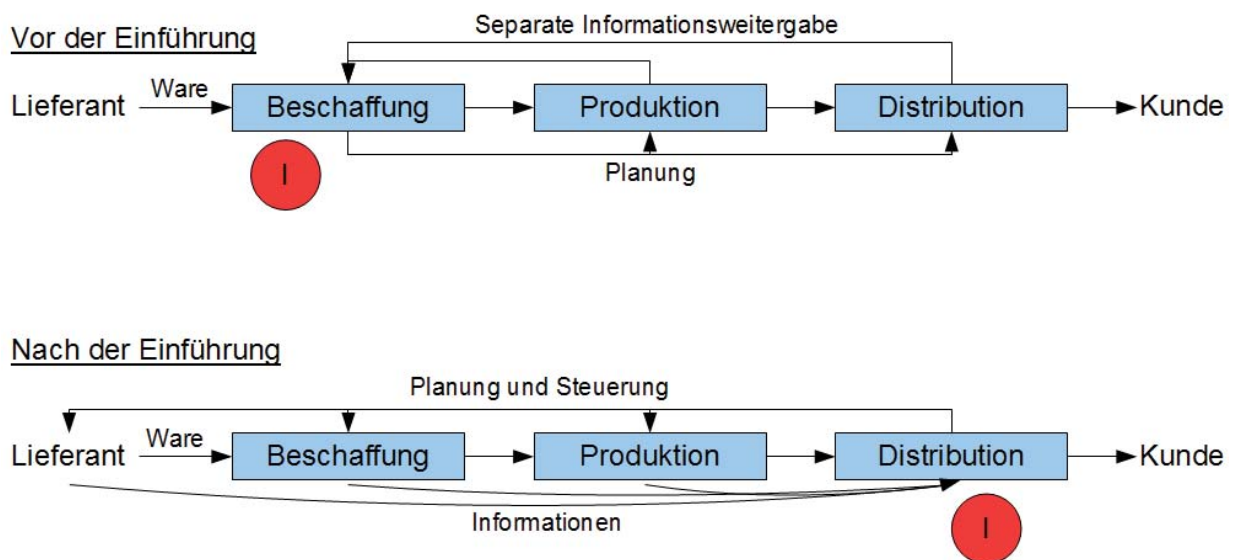 Vor der Einführung
Separate Informationsweitergabe
Lieferant
Ware
Beschaffung
Produktion
Distribution
Kunde
I
Planung
Nach der Einführung
Planung und Steuerung
Lieferant
Ware
Beschaffung
Produktion
Distribution
Kunde
Informationen
I